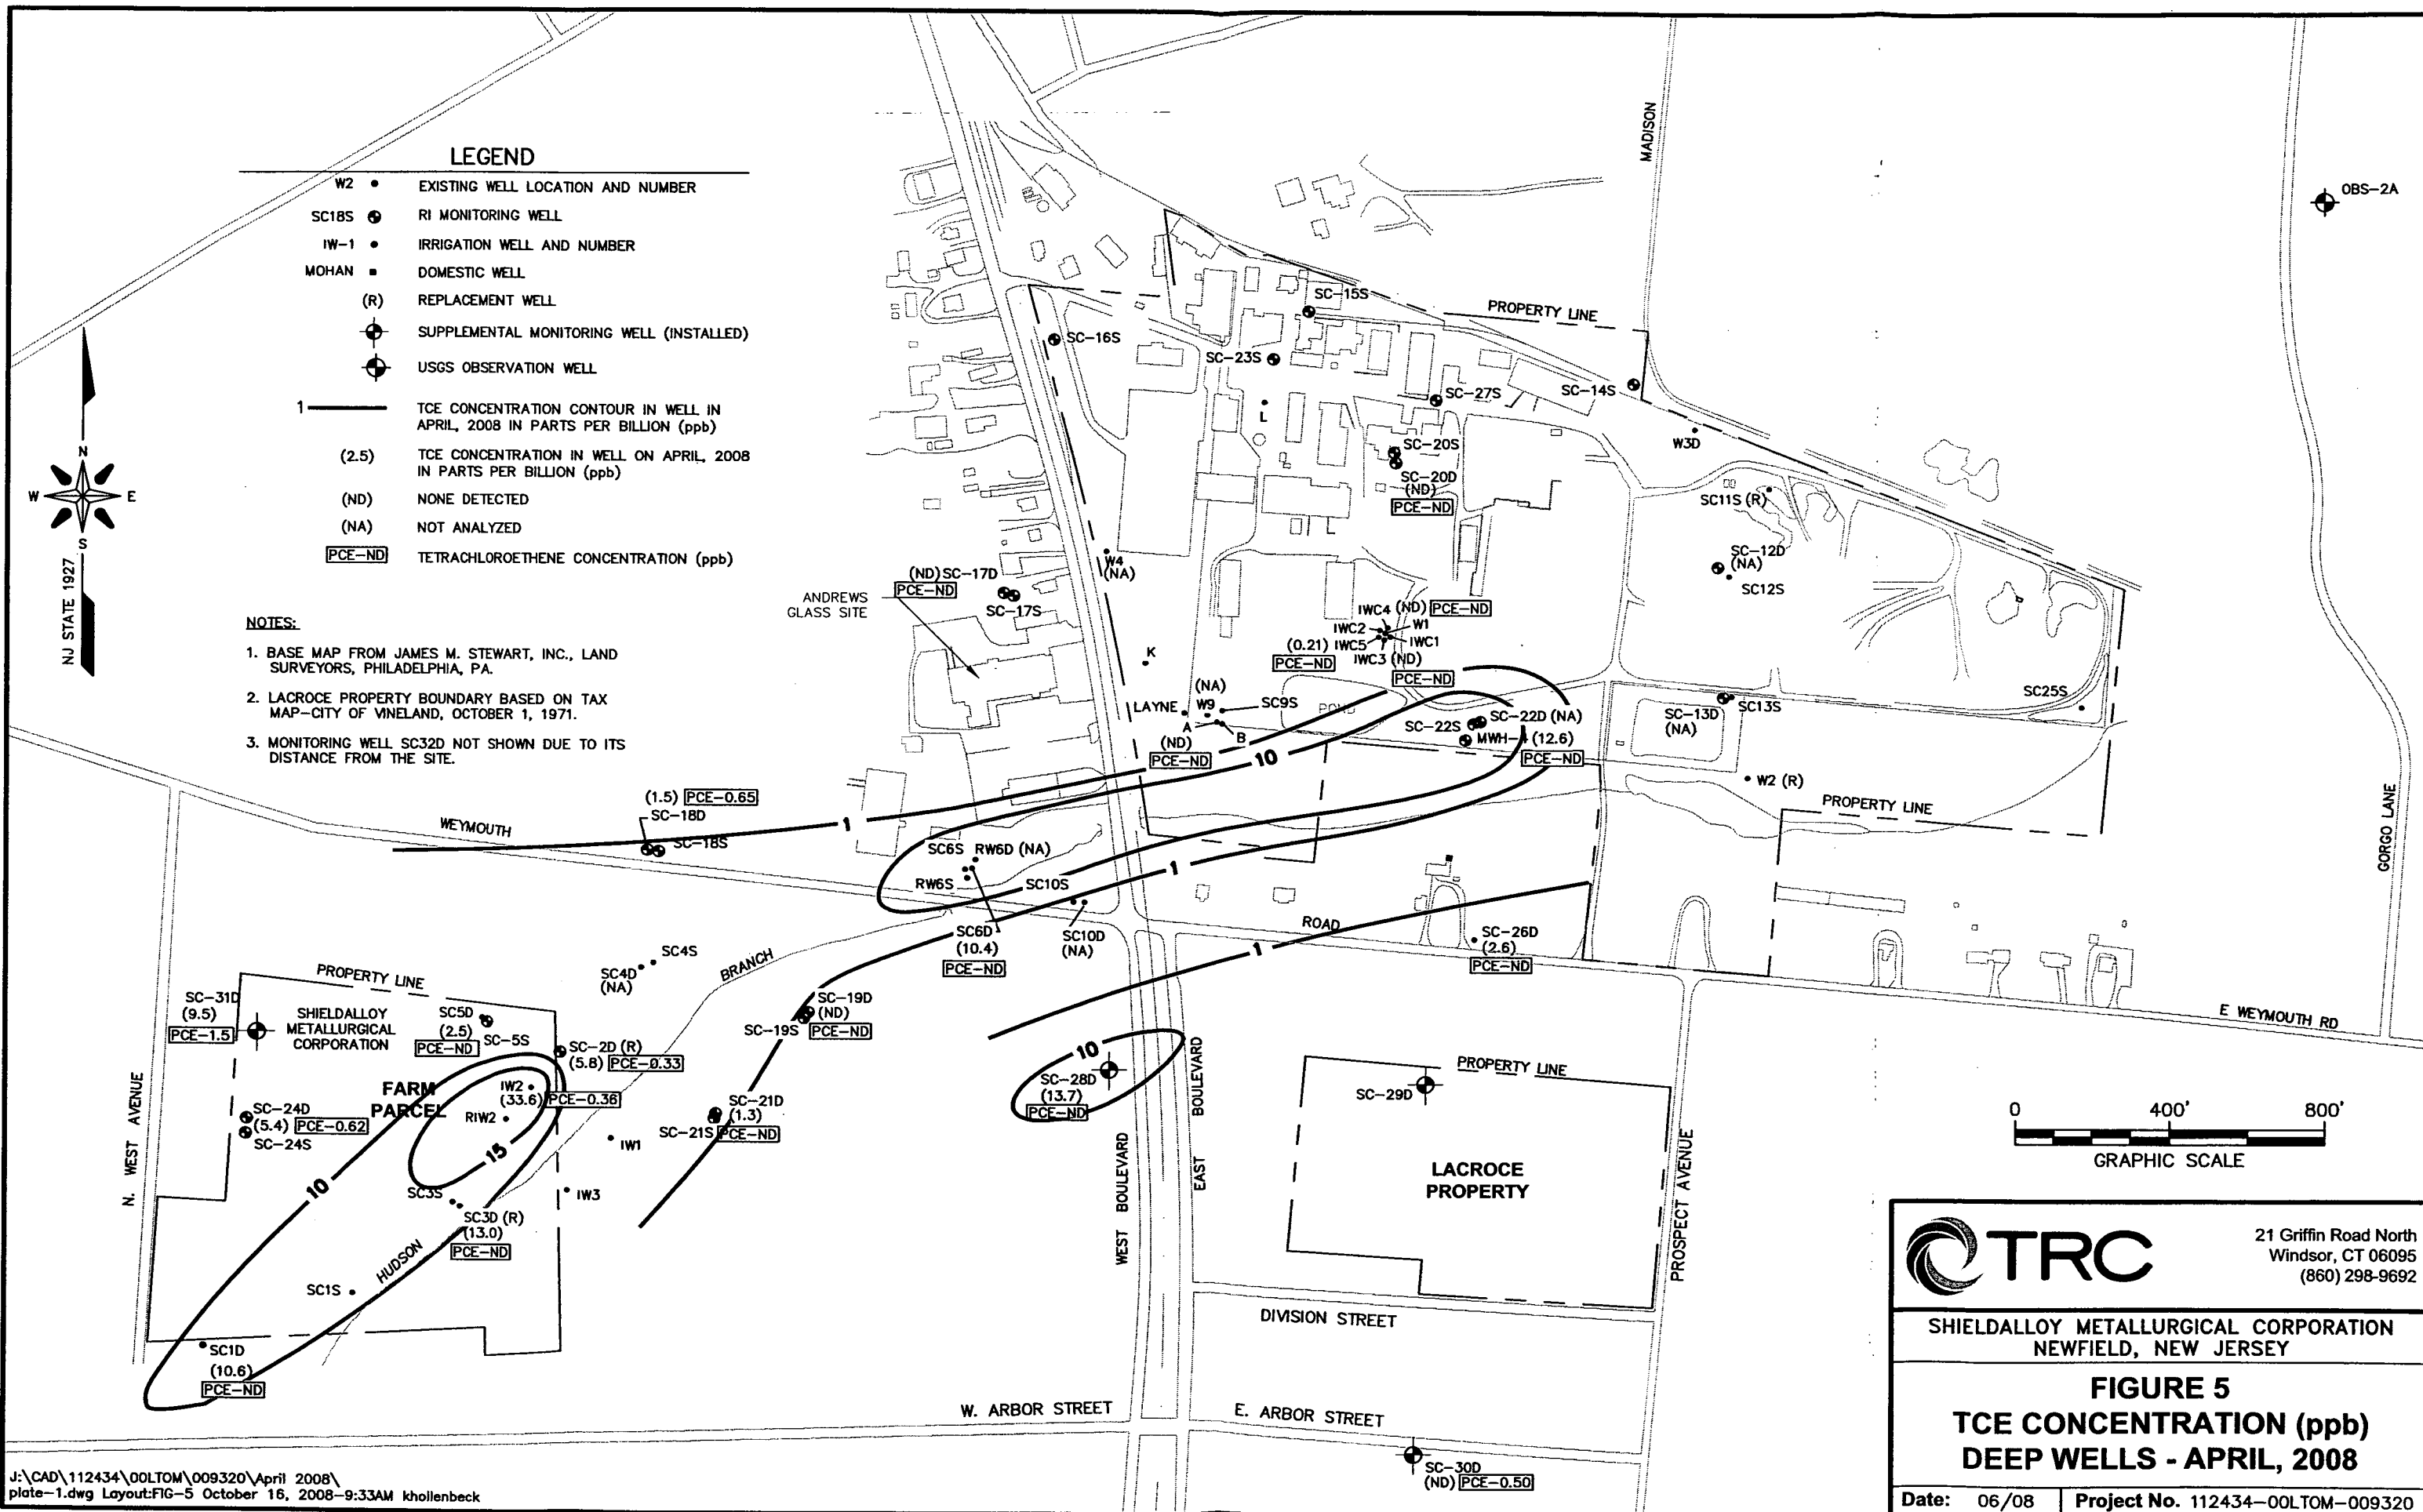 LEGEND
W2 EXISTING WELL LOCATION AND NUMBER
SC18S RI MONITORING WELL
IW-1 IRRIGATION WELL AND NUMBER
MOHAN DOMESTIC WELL
(R) REPLACEMENT WELL
SUPPLEMENTAL MONITORING WELL (INSTALLED)
USGS OBSERVATION WELL
1 TCE CONCENTRATION CONTOUR IN WELL IN
APRIL, 2008 IN PARTS PER BILLION (ppb)
(2.5) TCE CONCENTRATION IN WELL ON APRIL, 2008
IN PARTS PER BILLION (ppb)
(ND) NONE DETECTED
(NA) NOT ANALYZED
PCE-ND TETRACHLOROETHENE CONCENTRATION (ppb)
NOTES:
1. BASE MAP FROM JAMES M. STEWART, INC., LAND
SURVEYORS, PHILADELPHIA, PA.
2. LACROCE PROPERTY BOUNDARY BASED ON TAX
MAP-CITY OF VINELAND, OCTOBER 1, 1971.
3. MONITORING WELL SC32D NOT SHOWN DUE TO ITS
DISTANCE FROM THE SITE.
N
W
E
S
NJ STATE 1927
MADISON
OBS-2A
SC-15S
PROPERTY LINE
SC-16S
SC-23S
SC-14S
SC-27S
L
W3D
SC-20S
SC-20D
(ND)
PCE-ND
SC11S (R)
SC-12D
(NA)
SC12S
W4
(NA)
(ND) SC-17D
PCE-ND
SC-17S
ANDREWS
GLASS SITE
IWC4 (ND) PCE-ND
IWC2 W1
(0.21) IWC5 IWC1
PCE-ND IWC3 (ND)
PCE-ND
K
(NA)
LAYNE W9 SC9S
A B
(ND)
PCE-ND
POND
SC-22S SC-22D (NA)
MWH-4 (12.6)
PCE-ND
SC-13D
(NA)
SC13S
SC25S
W2 (R)
PROPERTY LINE
GORGO LANE
10
1
(1.5) PCE-0.65
SC-18D
SC-18S
WEYMOUTH
SC6S RW6D (NA)
RW6S
SC10S
1
SC6D
(10.4)
PCE-ND
SC10D
(NA)
ROAD
1
SC-26D
(2.6)
PCE-ND
E WEYMOUTH RD
SC4S
SC4D
(NA)
BRANCH
PROPERTY LINE
SC-31D
(9.5)
PCE-1.5
SHIELDALLOY
METALLURGICAL
CORPORATION
SC5D
(2.5)
PCE-ND
SC-5S
SC-19D
(ND)
SC-19S PCE-ND
SC-2D (R)
(5.8) PCE-0.33
FARM
PARCEL
IW2
(33.6) PCE-0.36
RIW2
SC-24D
(5.4) PCE-0.62
SC-24S
SC-21D
(1.3)
SC-21S PCE-ND
IW1
IW3
15
10
SC3S
SC3D (R)
(13.0)
PCE-ND
HUDSON
SC1S
SC1D
(10.6)
PCE-ND
N. WEST AVENUE
10
SC-28D
(13.7)
PCE-ND
WEST BOULEVARD
EAST BOULEVARD
PROPERTY LINE
SC-29D
LACROCE
PROPERTY
PROSPECT AVENUE
DIVISION STREET
W. ARBOR STREET
E. ARBOR STREET
SC-30D
(ND) PCE-0.50
0 400' 800'
GRAPHIC SCALE
TRC
21 Griffin Road North
Windsor, CT 06095
(860) 298-9692
SHIELDALLOY METALLURGICAL CORPORATION
NEWFIELD, NEW JERSEY
FIGURE 5
TCE CONCENTRATION (ppb)
DEEP WELLS - APRIL, 2008
Date: 06/08 Project No. 112434-00LTOM-009320
J:\CAD\112434\00LTOM\009320\April 2008\
plate-1.dwg Layout:FIG-5 October 16, 2008-9:33AM khollenbeck